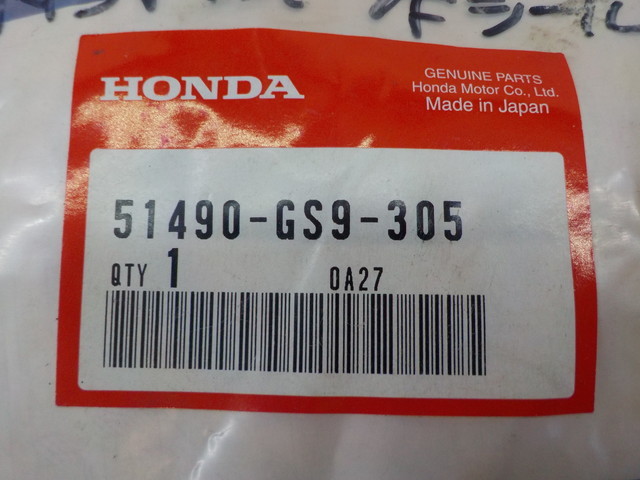 HONDA
GENUINE PARTS
Honda Motor Co., Ltd.
Made in Japan
51490-GS9-305
QTY 1 0A27